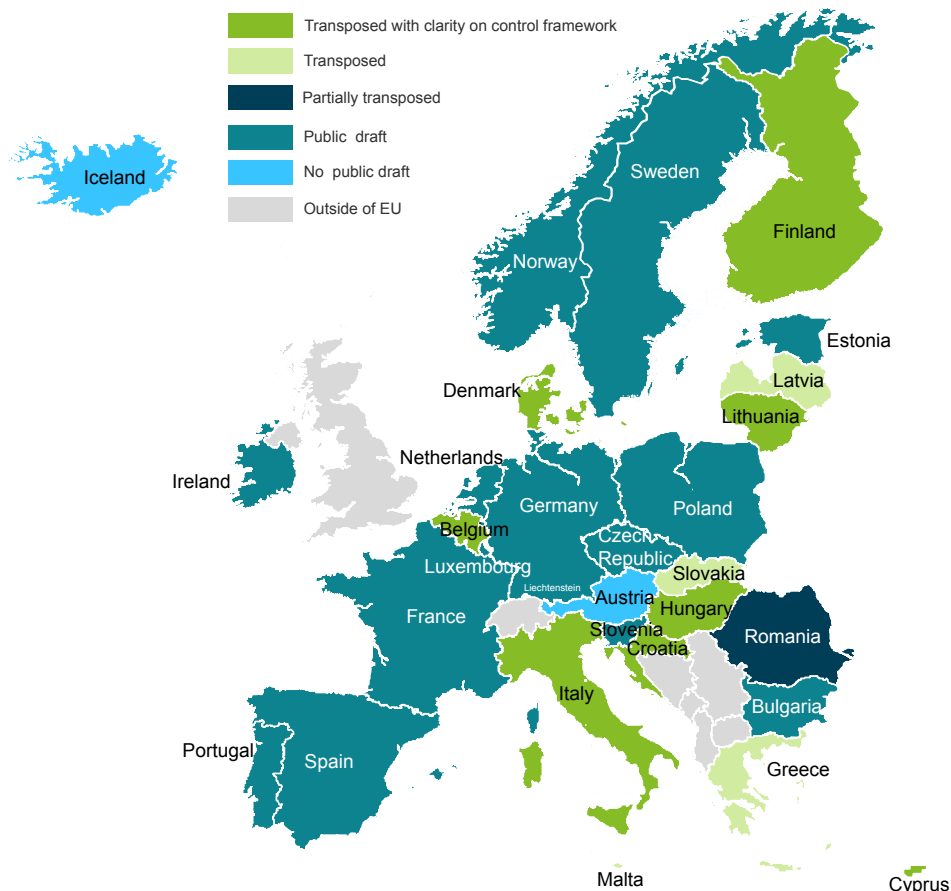 Transposed with clarity on control framework
Transposed
Partially transposed
Public draft
No public draft
Outside of EU
Iceland
Sweden
Finland
Norway
Estonia
Latvia
Denmark
Lithuania
Netherlands
Ireland
Germany
Poland
Belgium
Czech
Republic
Luxembourg
Slovakia
Liechtenstein
Austria
Hungary
France
Slovenia
Romania
Croatia
Italy
Bulgaria
Portugal
Spain
Greece
Malta
Cyprus